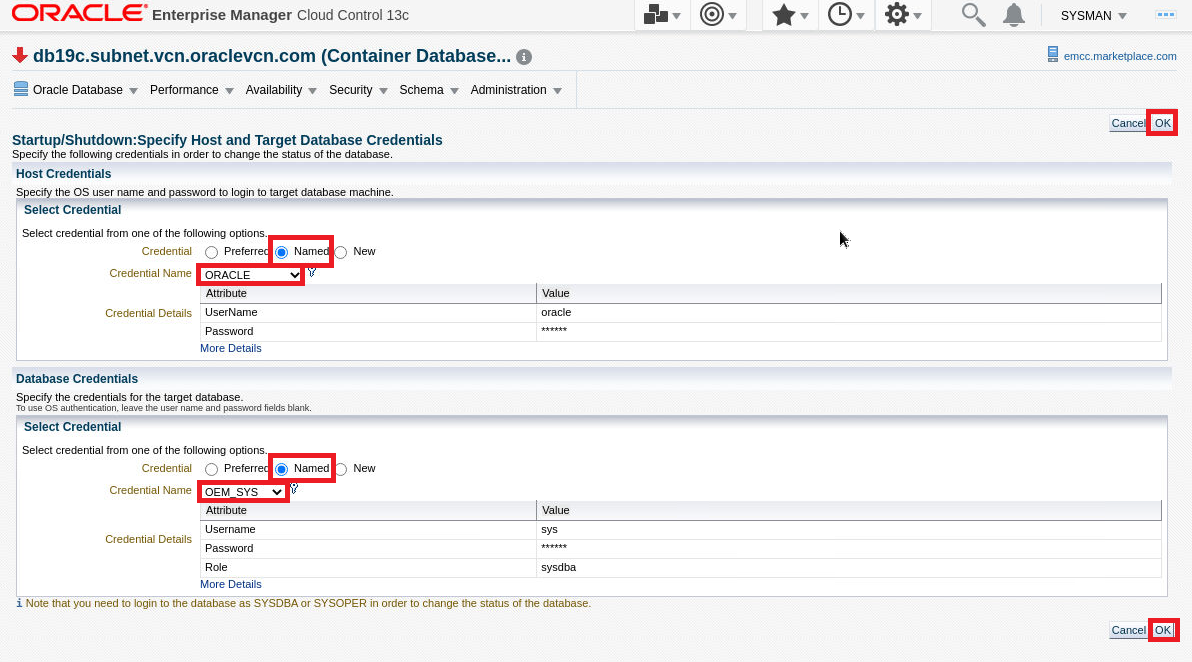 ORACLE® Enterprise Manager Cloud Control 13c
SYSMAN
db19c.subnet.vcn.oraclevcn.com (Container Database...
emcc.marketplace.com
Oracle Database Performance Availability Security Schema Administration
Cancel OK
Startup/Shutdown:Specify Host and Target Database Credentials
Specify the following credentials in order to change the status of the database.
Host Credentials
Specify the OS user name and password to login to target database machine.
Select Credential
Select credential from one of the following options.
Credential Preferred Named New
Credential Name ORACLE
Attribute Value
Credential Details
UserName oracle
Password ******
More Details
Database Credentials
Specify the credentials for the target database.
To use OS authentication, leave the user name and password fields blank.
Select Credential
Select credential from one of the following options.
Credential Preferred Named New
Credential Name OEM_SYS
Attribute Value
Username sys
Credential Details
Password ******
Role sysdba
More Details
i Note that you need to login to the database as SYSDBA or SYSOPER in order to change the status of the database.
Cancel OK